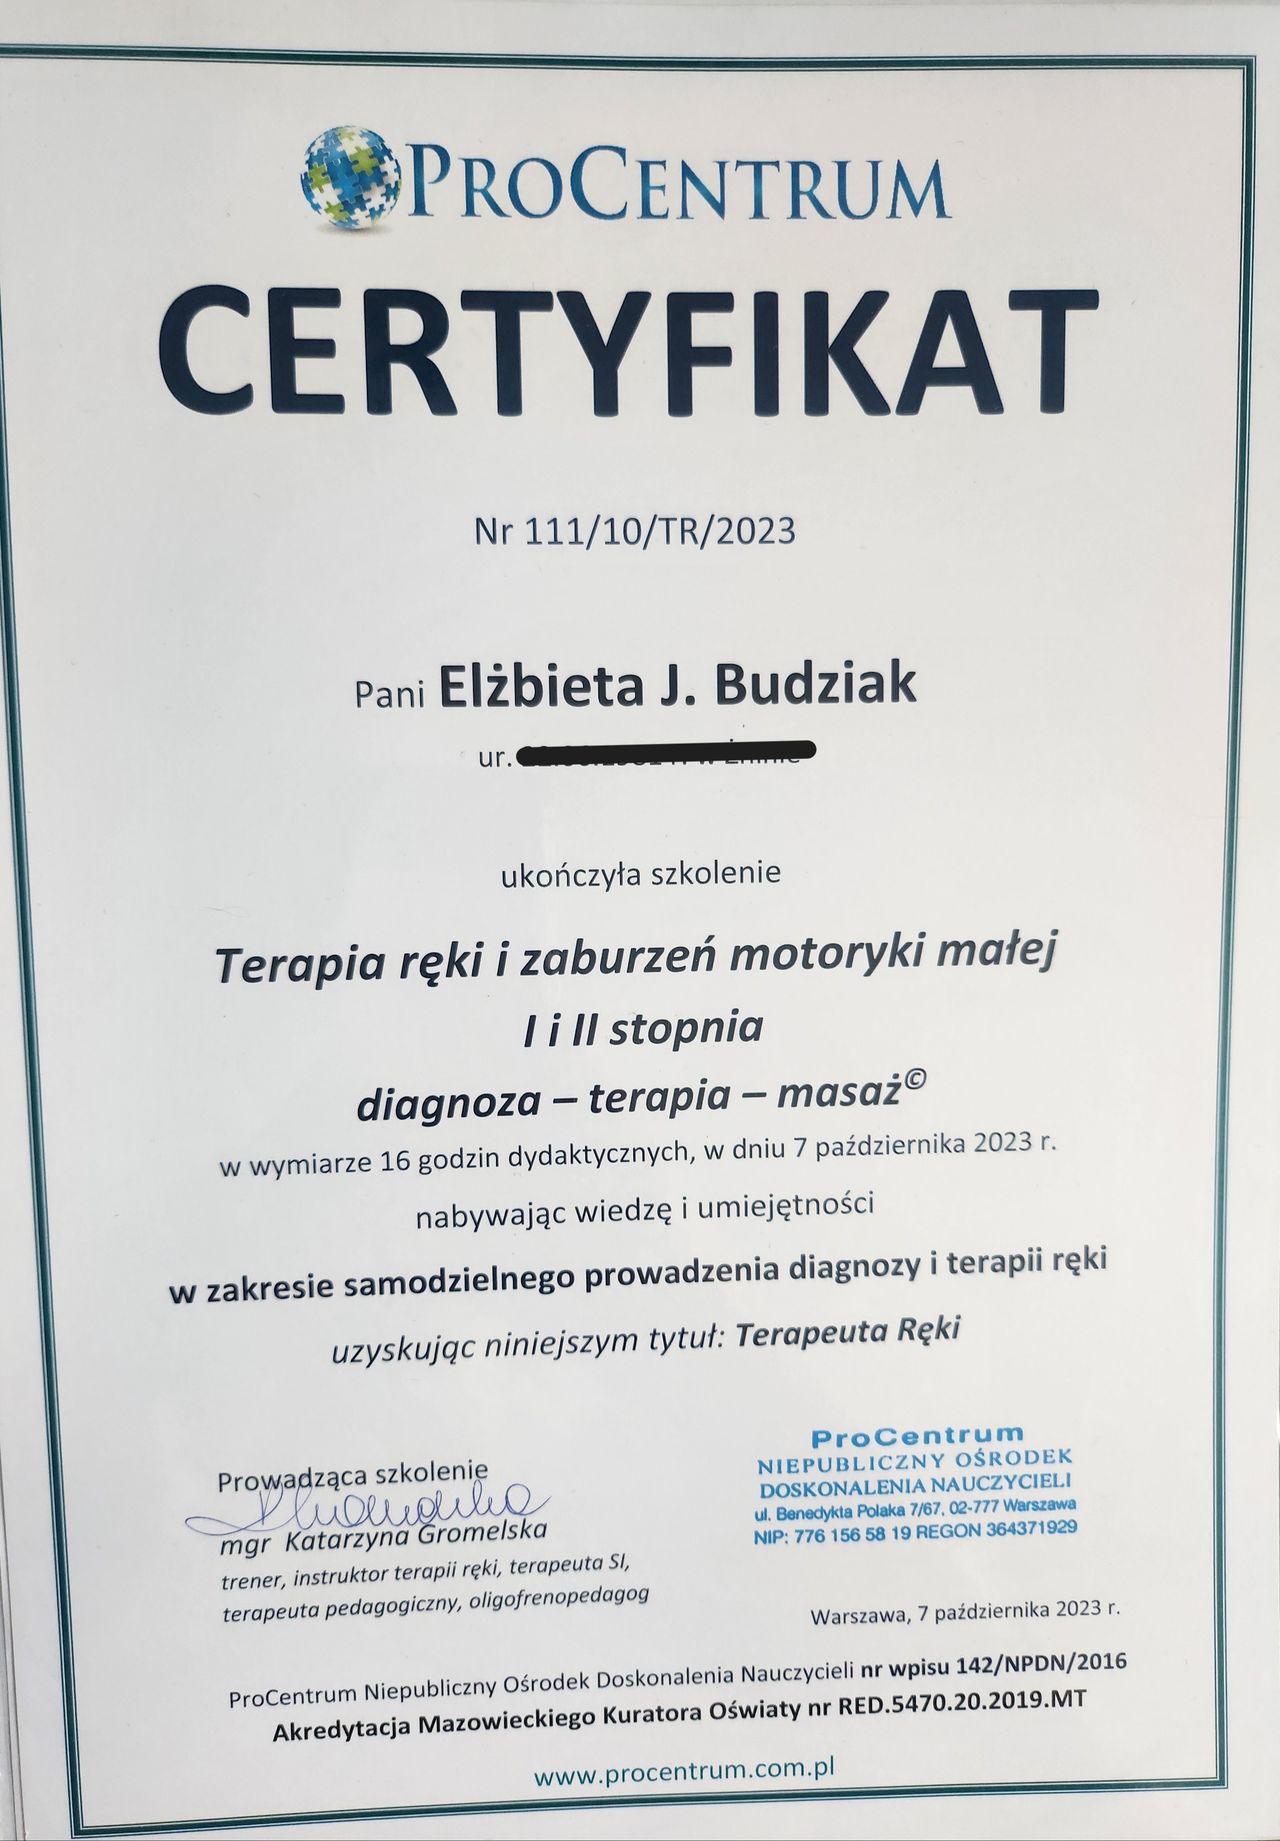 PROCENTRUM
CERTYFIKAT
Nr 111/10/TR/2023
Pani Elżbieta J. Budziak
ur.
ukończyła szkolenie
Terapia ręki i zaburzeń motoryki małej
I i II stopnia
diagnoza – terapia – masaż©
w wymiarze 16 godzin dydaktycznych, w dniu 7 października 2023 r.
nabywając wiedzę i umiejętności
w zakresie samodzielnego prowadzenia diagnozy i terapii ręki
uzyskując niniejszym tytuł: Terapeuta Ręki
Prowadząca szkolenie
mgr Katarzyna Gromelska
trener, instruktor terapii ręki, terapeuta SI,
terapeuta pedagogiczny, oligofrenopedagog
ProCentrum
NIEPUBLICZNY OŚRODEK
DOSKONALENIA NAUCZYCIELI
ul. Benedykta Polaka 7/67, 02-777 Warszawa
NIP: 776 156 58 19 REGON 364371929
Warszawa, 7 października 2023 r.
ProCentrum Niepubliczny Ośrodek Doskonalenia Nauczycieli nr wpisu 142/NPDN/2016
Akredytacja Mazowieckiego Kuratora Oświaty nr RED.5470.20.2019.MT
www.procentrum.com.pl